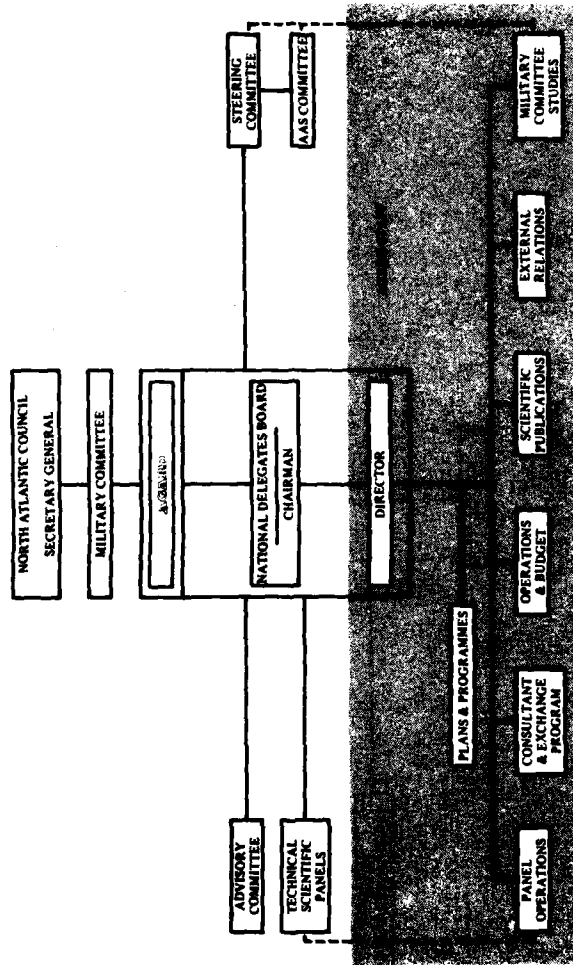 NORTH ATLANTIC COUNCIL
SECRETARY GENERAL
MILITARY COMMITTEE
NATIONAL DELEGATES BOARD
CHAIRMAN
DIRECTOR
ADVISORY
COMMITTEE
TECHNICAL
SCIENTIFIC
PANELS
STEERING
COMMITTEE
AAS COMMITTEE
PLANS & PROGRAMMES
PANEL
OPERATIONS
CONSULTANT
& EXCHANGE
PROGRAM
OPERATIONS
& BUDGET
SCIENTIFIC
PUBLICATIONS
EXTERNAL
RELATIONS
MILITARY
COMMITTEE
STUDIES